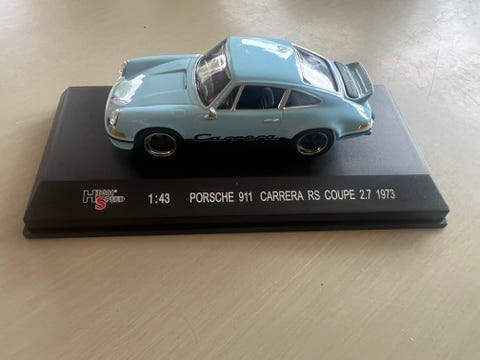 Carrera
HIGH SPEED® 1:43 PORSCHE 911 CARRERA RS COUPE 2.7 1973